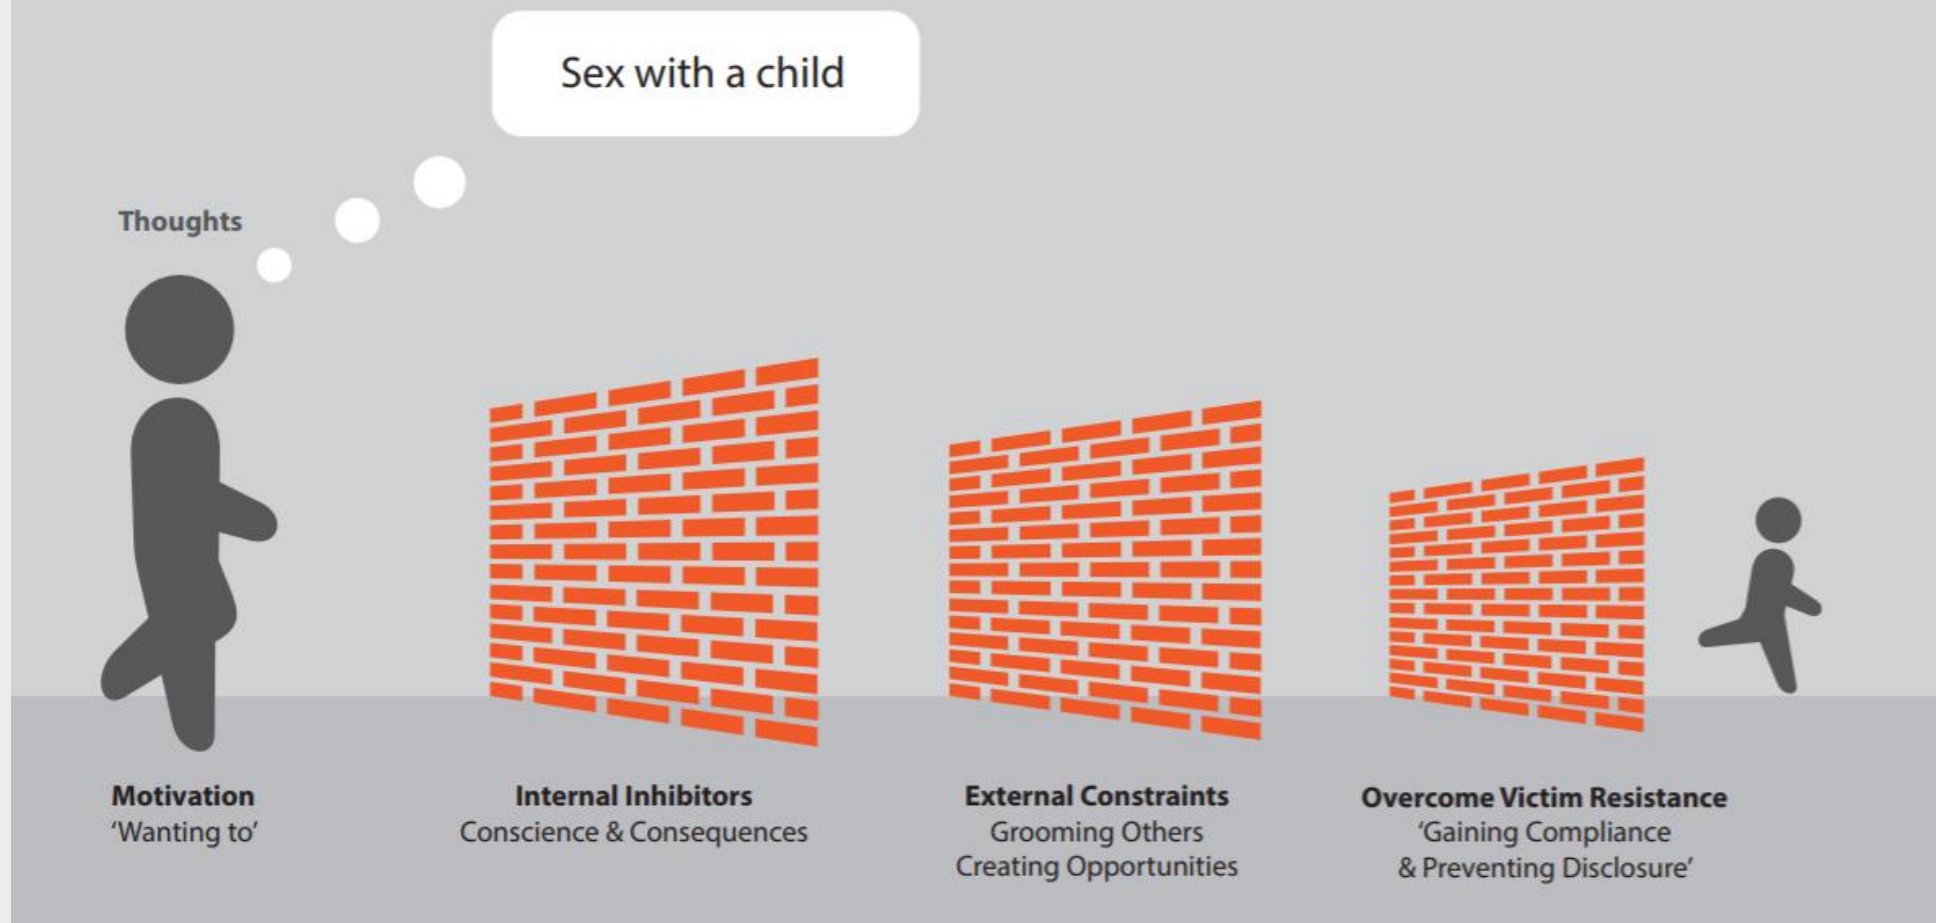 Sex with a child
Thoughts
Motivation
'Wanting to'
Internal Inhibitors
Conscience & Consequences
External Constraints
Grooming Others
Creating Opportunities
Overcome Victim Resistance
'Gaining Compliance
& Preventing Disclosure'